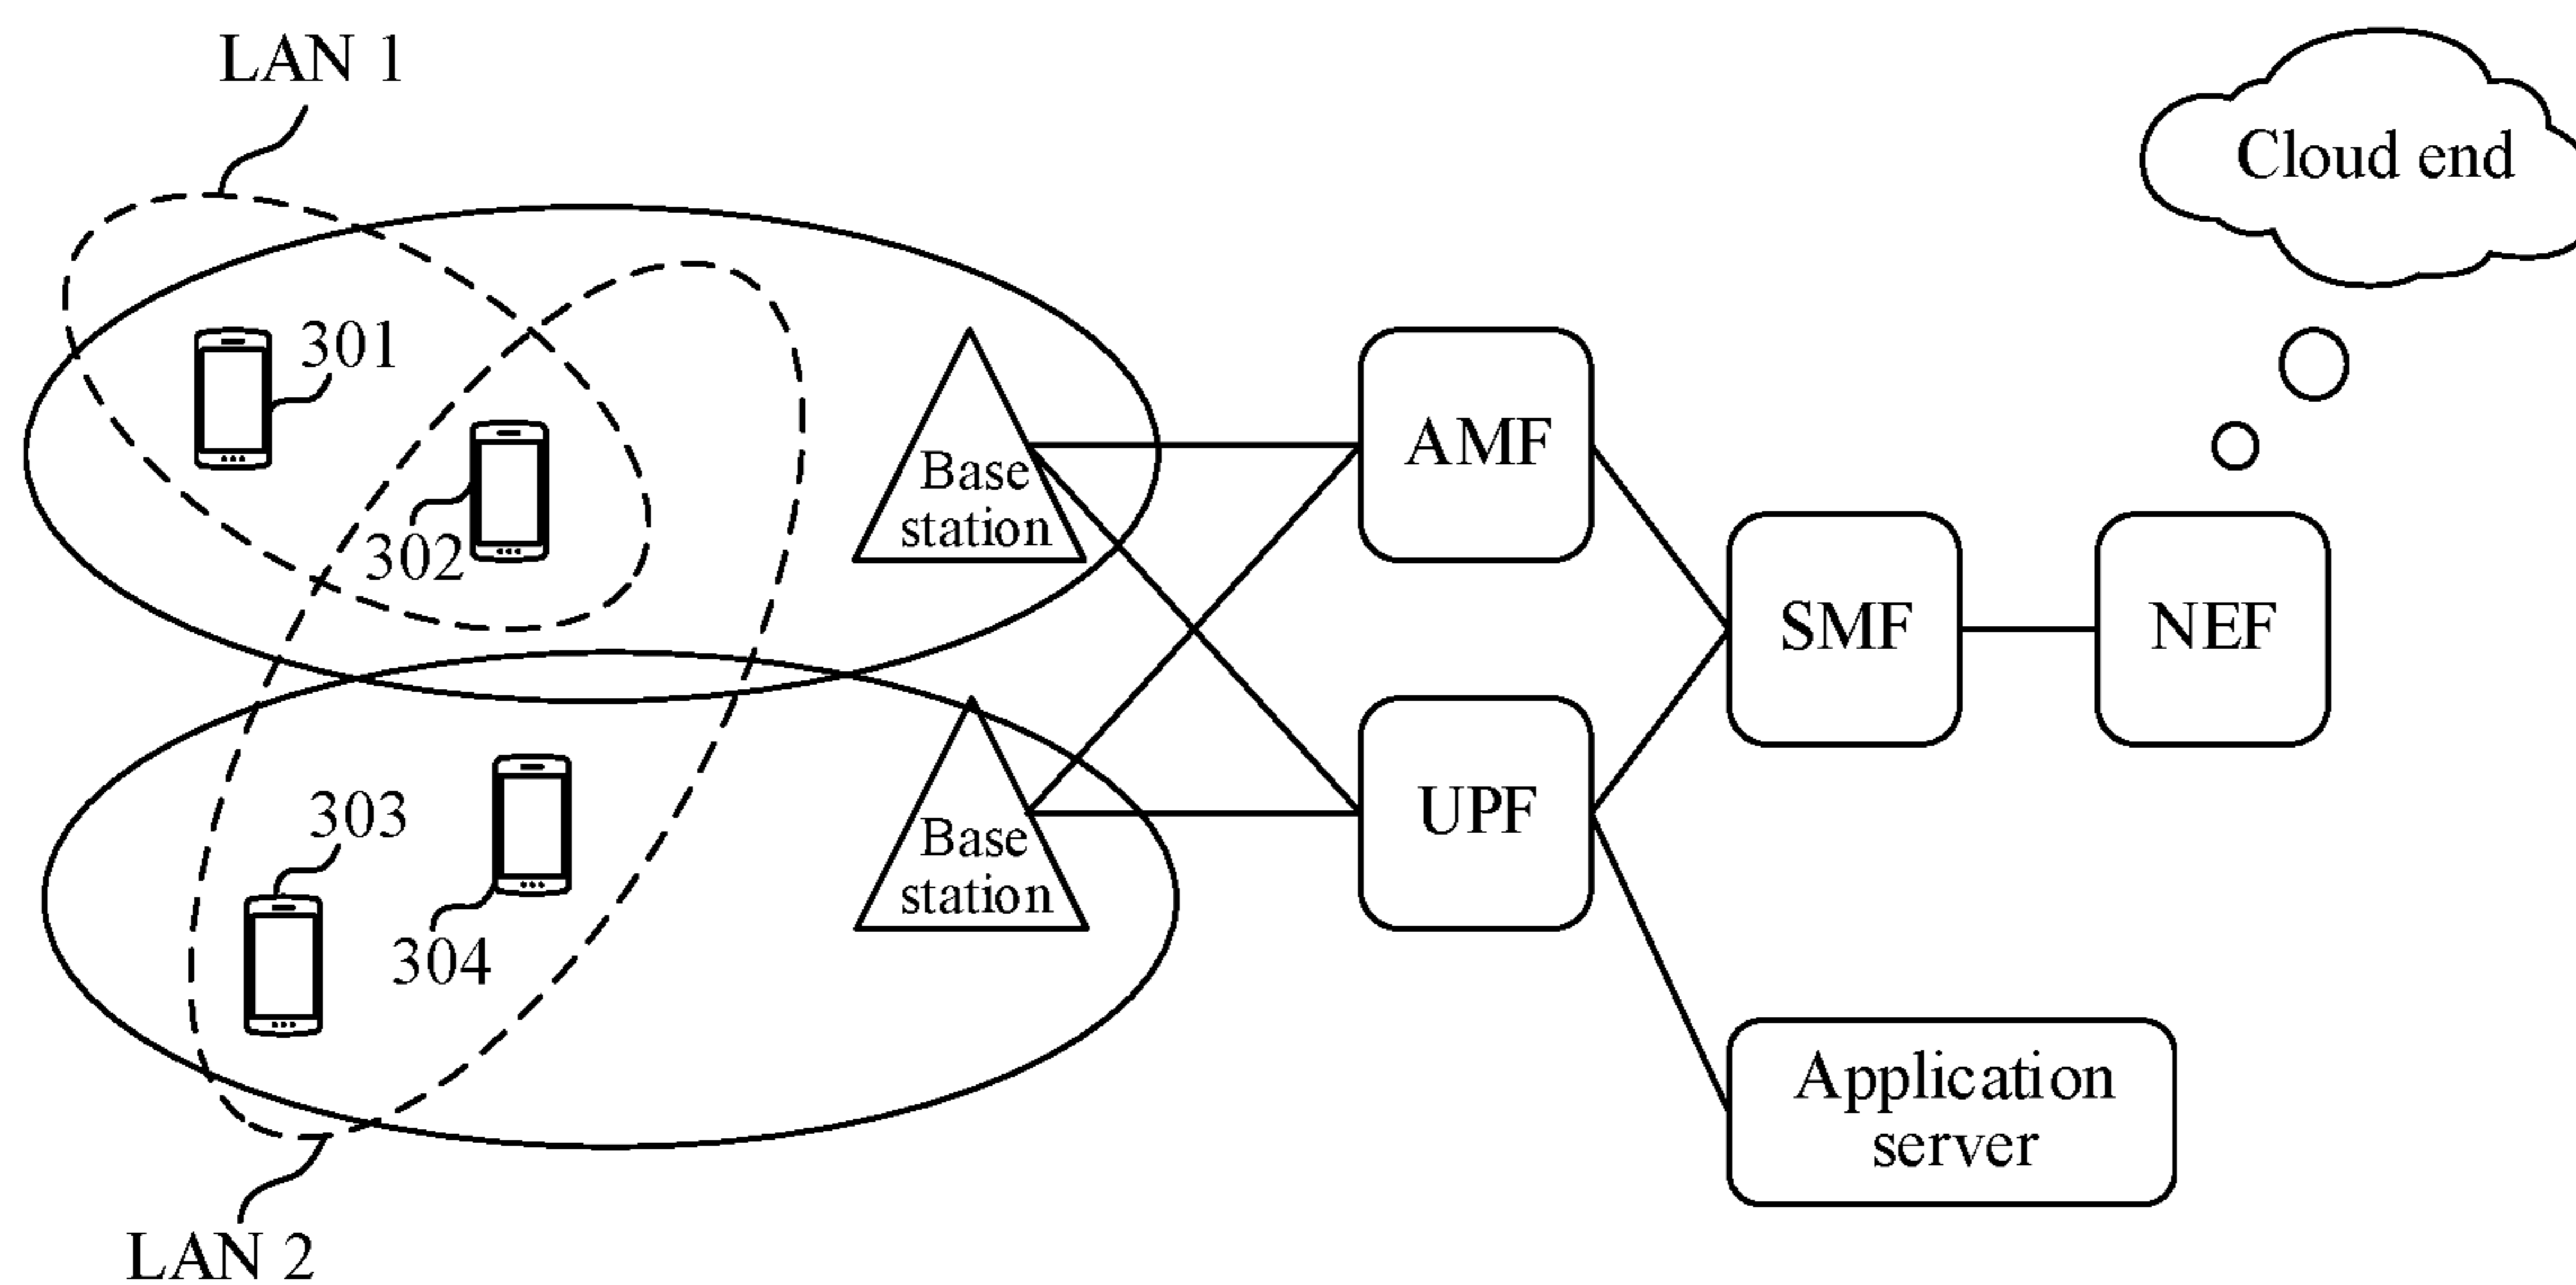 LAN 1
Cloud end
301
302
Base
station
AMF
SMF
NEF
303
304
Base
station
UPF
Application
server
LAN 2